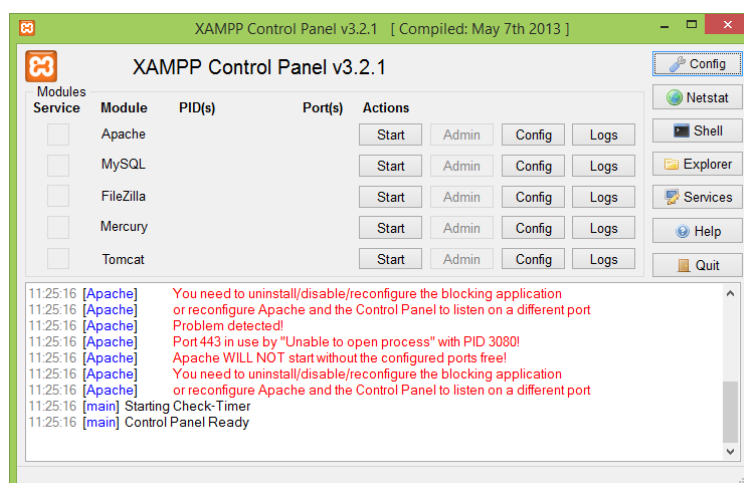 XAMPP Control Panel v3.2.1 [ Compiled: May 7th 2013 ]
XAMPP Control Panel v3.2.1
Config
Modules
Service Module PID(s) Port(s) Actions
Netstat
Apache Start Admin Config Logs
Shell
MySQL Start Admin Config Logs
Explorer
FileZilla Start Admin Config Logs
Services
Mercury Start Admin Config Logs
Help
Tomcat Start Admin Config Logs
Quit
11:25:16 [Apache] You need to uninstall/disable/reconfigure the blocking application
11:25:16 [Apache] or reconfigure Apache and the Control Panel to listen on a different port
11:25:16 [Apache] Problem detected!
11:25:16 [Apache] Port 443 in use by "Unable to open process" with PID 3080!
11:25:16 [Apache] Apache WILL NOT start without the configured ports free!
11:25:16 [Apache] You need to uninstall/disable/reconfigure the blocking application
11:25:16 [Apache] or reconfigure Apache and the Control Panel to listen on a different port
11:25:16 [main] Starting Check-Timer
11:25:16 [main] Control Panel Ready